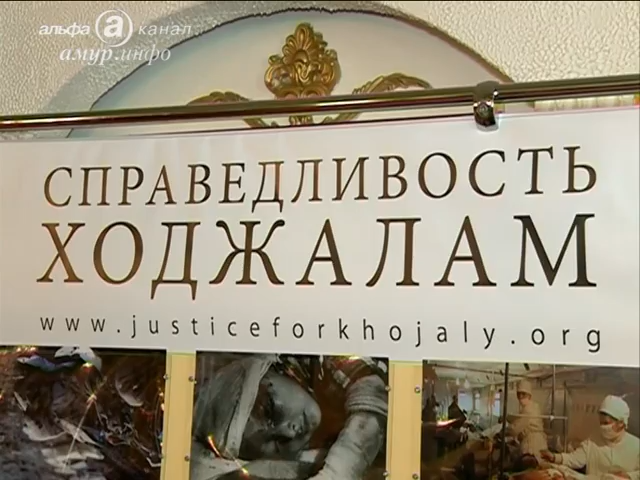 альфа а канал
амур.инфо
СПРАВЕДЛИВОСТЬ
ХОДЖАЛАМ
www.justiceforkhojaly.org